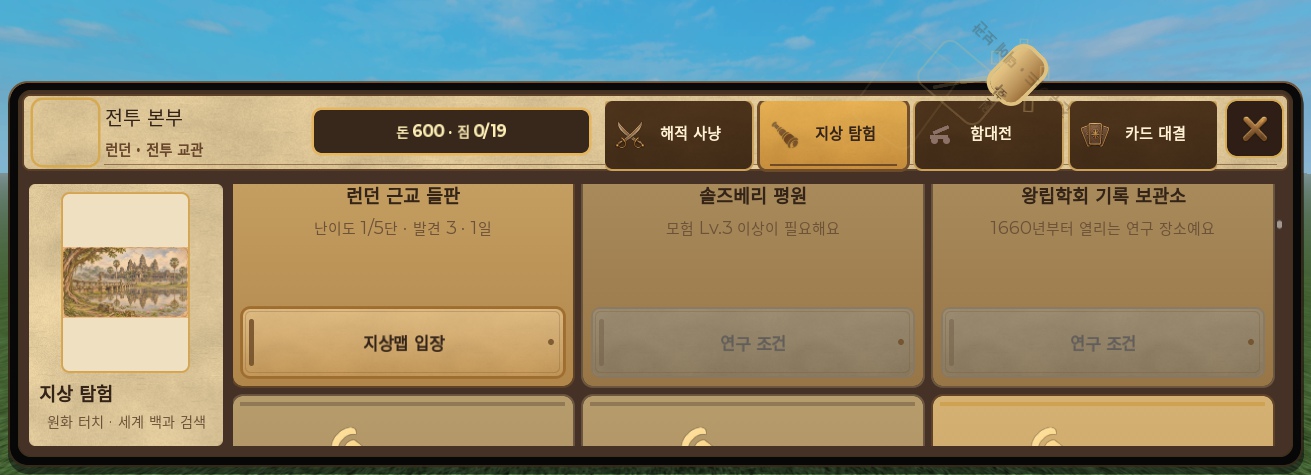 전투 본부
런던 • 전투 교관
돈 600 · 짐 0/19
해적 사냥
지상 탐험
함대전
카드 대결
런던 근교 들판
난이도 1/5단 · 발견 3 · 1일
지상맵 입장
솔즈베리 평원
모험 Lv.3 이상이 필요해요
연구 조건
왕립학회 기록 보관소
1660년부터 열리는 연구 장소예요
연구 조건
지상 탐험
원화 터치 · 세계 백과 검색